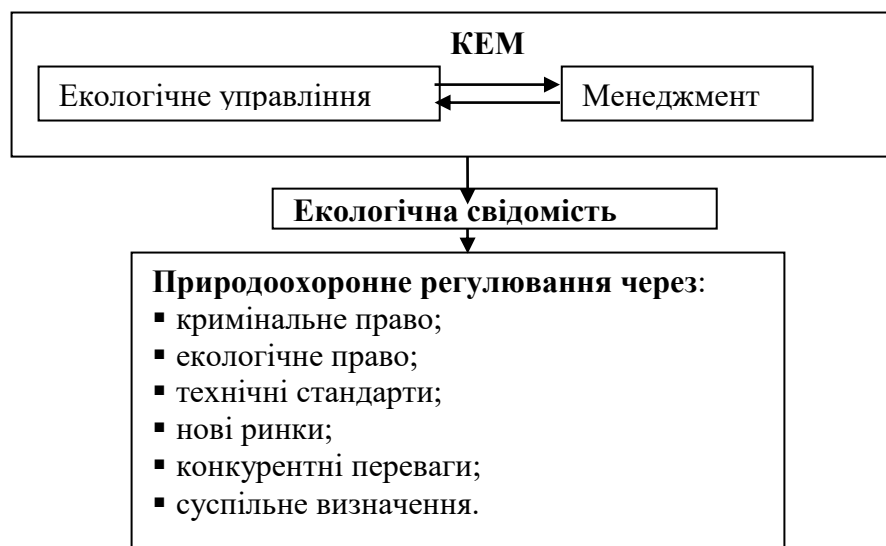 КЕМ
Екологічне управління
Менеджмент
Екологічна свідомість
Природоохоронне регулювання через:
▪ кримінальне право;
▪ екологічне право;
▪ технічні стандарти;
▪ нові ринки;
▪ конкурентні переваги;
▪ суспільне визначення.